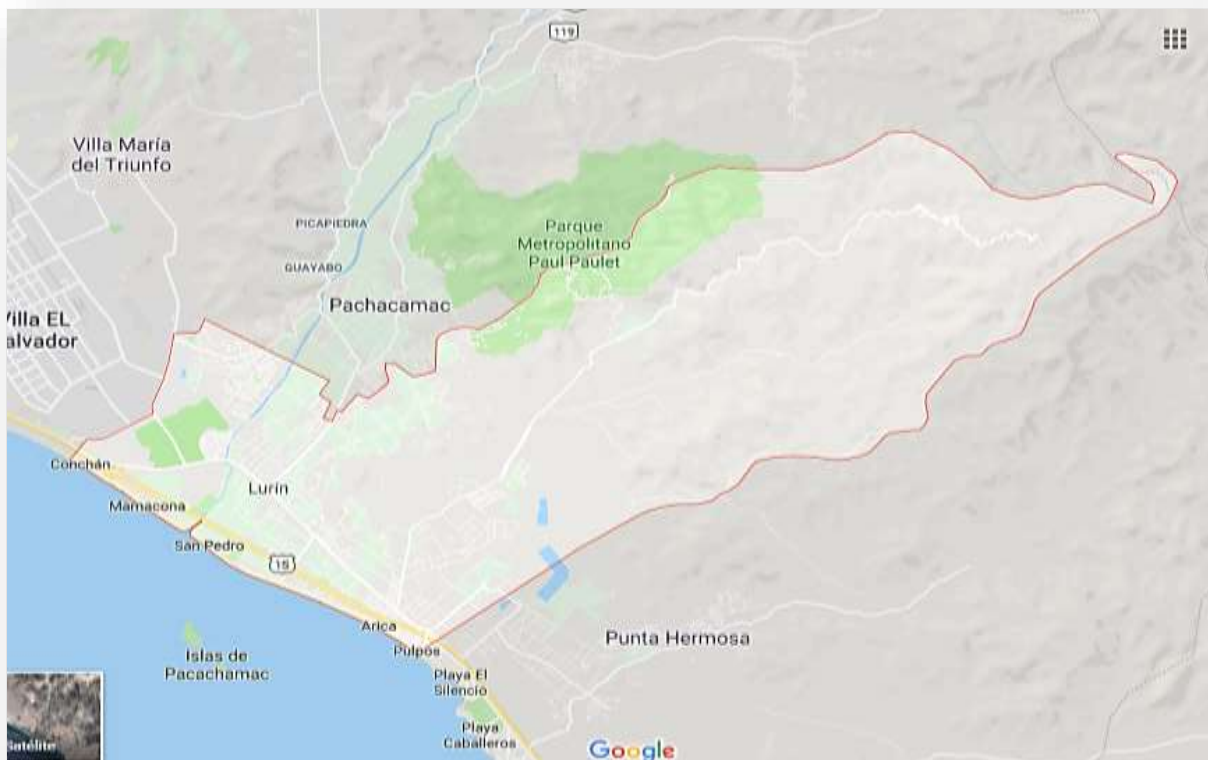 119
Villa María
del Triunfo
PICAPIEDRA
Parque
Metropolitano
Paul Paulet
GUAYABO
Pachacamac
Villa EL
alvador
Conchán
Lurín
Mamacona
San Pedro
15
Arica
Pulpos
Punta Hermosa
Islas de
Pacachamac
Playa El
Silencio
Playa
Caballeros
Satélite
Google